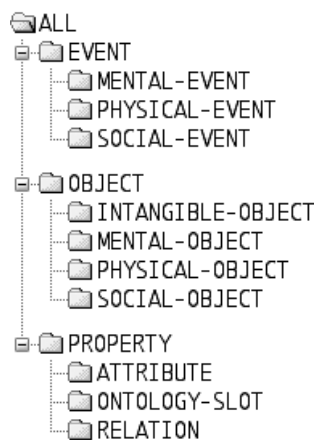 ALL
EVENT
MENTAL-EVENT
PHYSICAL-EVENT
SOCIAL-EVENT
OBJECT
INTANGIBLE-OBJECT
MENTAL-OBJECT
PHYSICAL-OBJECT
SOCIAL-OBJECT
PROPERTY
ATTRIBUTE
ONTOLOGY-SLOT
RELATION